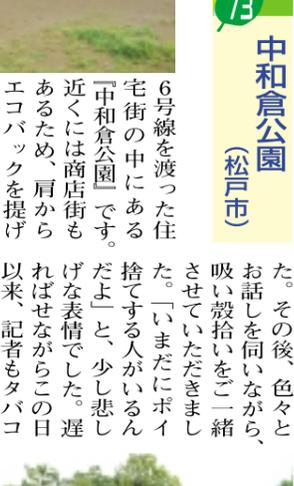 13
中和倉公園
（松戸市）
６号線を渡った住
宅街の中にある
『中和倉公園』です。
近くには商店街も
あるため、肩から
エコバックを提げ
た。その後、色々と
お話しを伺いながら、
吸い殻拾いをご一緒
させていただきまし
た。「いまだにポイ
捨てする人がいるん
だよ」と、少し悲し
げな表情でした。遅
ればせながらこの日
以来、記者もタバコ